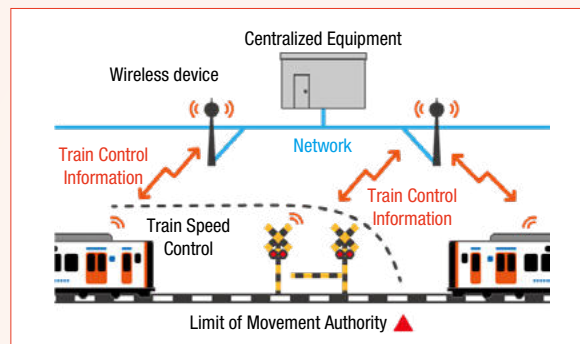 Centralized Equipment
Wireless device
Network
Train Control
Information
Train Control
Information
Train Speed
Control
Limit of Movement Authority